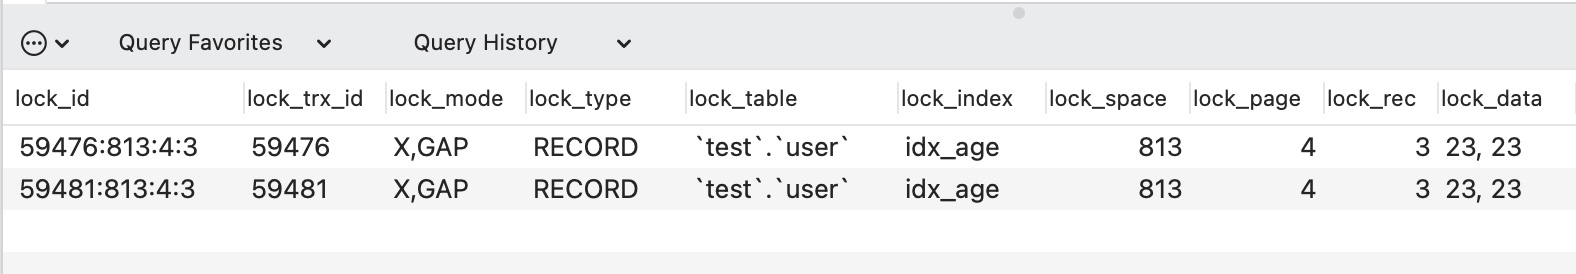 Query Favorites Query History
lock_id lock_trx_id lock_mode lock_type lock_table lock_index lock_space lock_page lock_rec lock_data
59476:813:4:3 59476 X,GAP RECORD `test`.`user` idx_age 813 4 3 23, 23
59481:813:4:3 59481 X,GAP RECORD `test`.`user` idx_age 813 4 3 23, 23